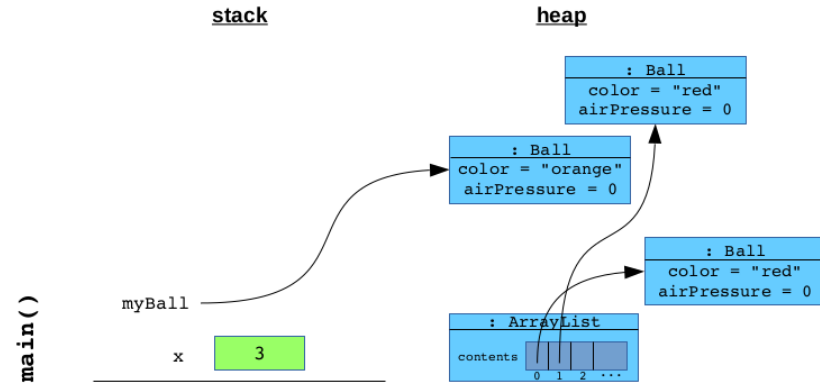 stack
heap
: Ball
color = "red"
airPressure = 0
: Ball
color = "orange"
airPressure = 0
: Ball
color = "red"
airPressure = 0
main()
myBall
x
3
: ArrayList
contents
0 1 2 ...